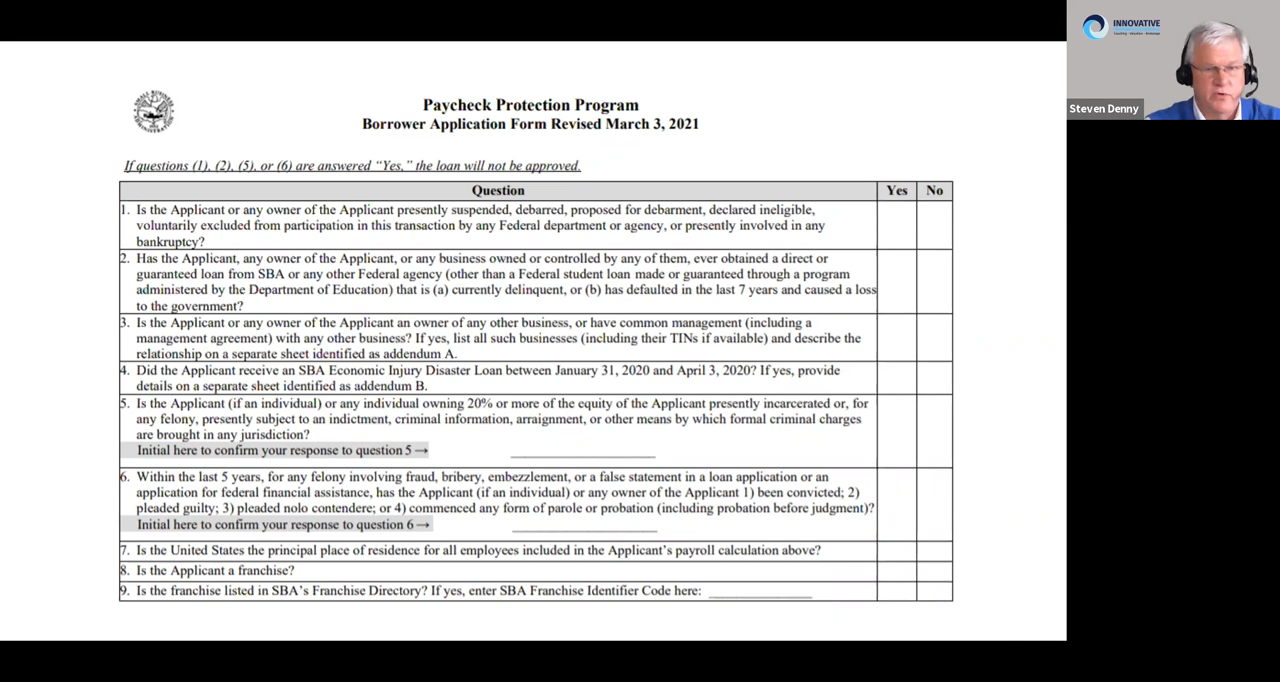 Paycheck Protection Program
Borrower Application Form Revised March 3, 2021
If questions (1), (2), (5), or (6) are answered “Yes,” the loan will not be approved.
Question Yes No
1. Is the Applicant or any owner of the Applicant presently suspended, debarred, proposed for debarment, declared ineligible,
voluntarily excluded from participation in this transaction by any Federal department or agency, or presently involved in any
bankruptcy?
2. Has the Applicant, any owner of the Applicant, or any business owned or controlled by any of them, ever obtained a direct or
guaranteed loan from SBA or any other Federal agency (other than a Federal student loan made or guaranteed through a program
administered by the Department of Education) that is (a) currently delinquent, or (b) has defaulted in the last 7 years and caused a loss
to the government?
3. Is the Applicant or any owner of the Applicant an owner of any other business, or have common management (including a
management agreement) with any other business? If yes, list all such businesses (including their TINs if available) and describe the
relationship on a separate sheet identified as addendum A.
4. Did the Applicant receive an SBA Economic Injury Disaster Loan between January 31, 2020 and April 3, 2020? If yes, provide
details on a separate sheet identified as addendum B.
5. Is the Applicant (if an individual) or any individual owning 20% or more of the equity of the Applicant presently incarcerated or, for
any felony, presently subject to an indictment, criminal information, arraignment, or other means by which formal criminal charges
are brought in any jurisdiction?
Initial here to confirm your response to question 5 →
6. Within the last 5 years, for any felony involving fraud, bribery, embezzlement, or a false statement in a loan application or an
application for federal financial assistance, has the Applicant (if an individual) or any owner of the Applicant 1) been convicted; 2)
pleaded guilty; 3) pleaded nolo contendere; or 4) commenced any form of parole or probation (including probation before judgment)?
Initial here to confirm your response to question 6 →
7. Is the United States the principal place of residence for all employees included in the Applicant’s payroll calculation above?
8. Is the Applicant a franchise?
9. Is the franchise listed in SBA’s Franchise Directory? If yes, enter SBA Franchise Identifier Code here:
INNOVATIVE
Steven Denny